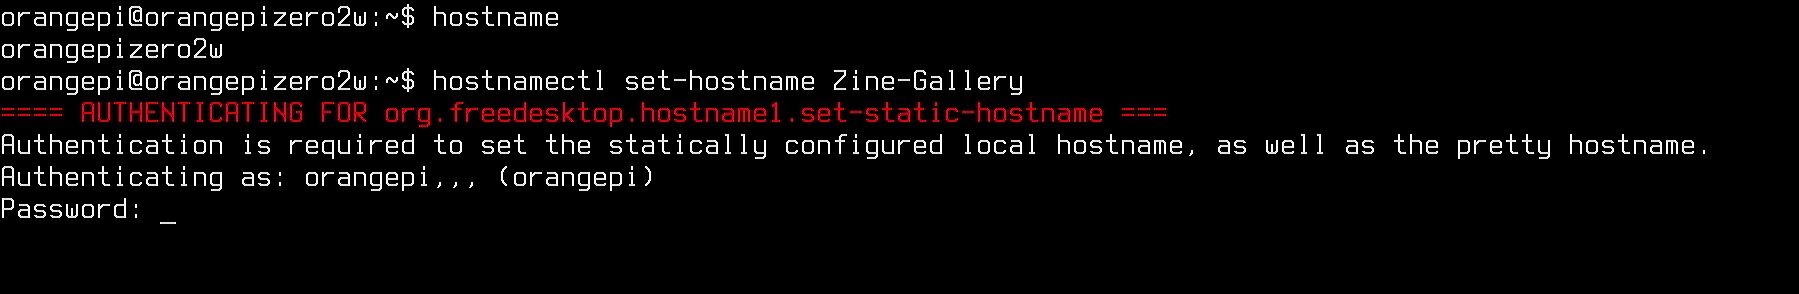 orangepi@orangepizero2w:~$ hostname
orangepizero2w
orangepi@orangepizero2w:~$ hostnamectl set-hostname Zine-Gallery
==== AUTHENTICATING FOR org.freedesktop.hostname1.set-static-hostname ===
Authentication is required to set the statically configured local hostname, as well as the pretty hostname.
Authenticating as: orangepi,,, (orangepi)
Password: _